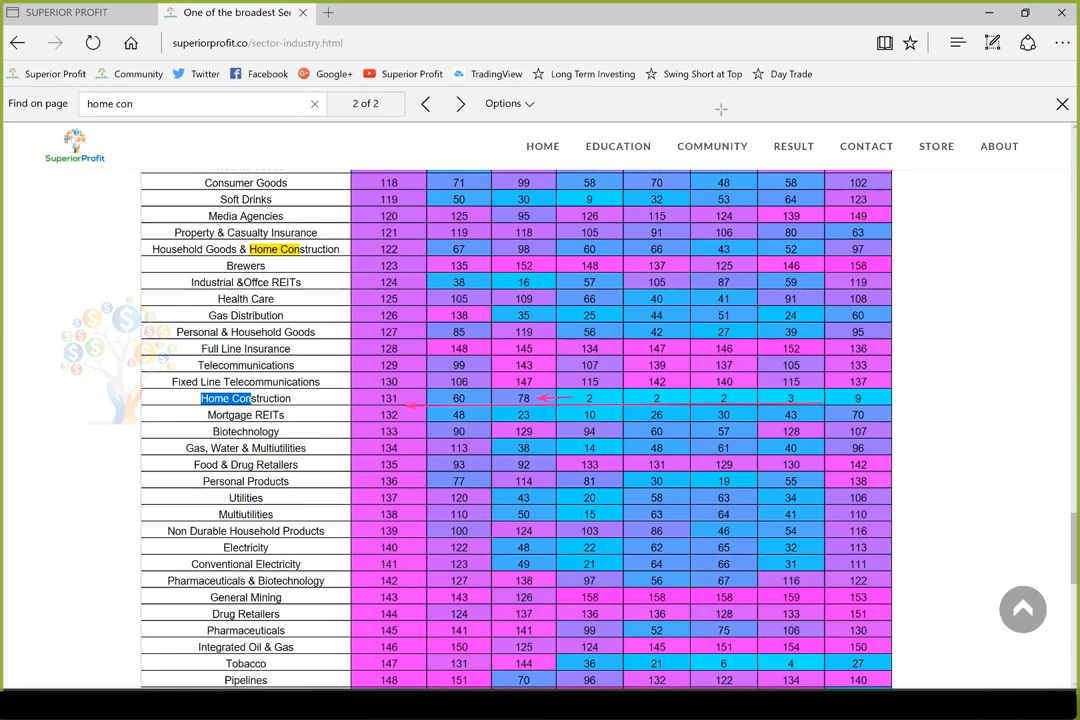 SUPERIOR PROFIT
One of the broadest Sec
superiorprofit.co/sector-industry.html
Superior Profit Community Twitter Facebook Google+ Superior Profit TradingView Long Term Investing Swing Short at Top Day Trade
Find on page home con 2 of 2 Options
SuperiorProfit HOME EDUCATION COMMUNITY RESULT CONTACT STORE ABOUT
Consumer Goods 118 71 99 58 70 48 58 102
Soft Drinks 119 50 30 9 32 53 64 123
Media Agencies 120 125 95 126 115 124 139 149
Property & Casualty Insurance 121 119 118 105 91 106 80 63
Household Goods & Home Construction 122 67 98 60 66 43 52 97
Brewers 123 135 152 148 137 125 146 158
Industrial &Offce REITs 124 38 16 57 105 87 59 119
Health Care 125 105 109 66 40 41 91 108
Gas Distribution 126 138 35 25 44 51 24 60
Personal & Household Goods 127 85 119 56 42 27 39 95
Full Line Insurance 128 148 145 134 147 146 152 136
Telecommunications 129 99 143 107 139 137 105 133
Fixed Line Telecommunications 130 106 147 115 142 140 115 137
Home Construction 131 60 78 2 2 2 3 9
Mortgage REITs 132 48 23 10 26 30 43 70
Biotechnology 133 90 129 94 60 57 128 107
Gas, Water & Multiutilities 134 113 38 14 48 61 40 96
Food & Drug Retailers 135 93 92 133 131 129 130 142
Personal Products 136 77 114 81 30 19 55 138
Utilities 137 120 43 20 58 63 34 106
Multiutilities 138 110 50 15 63 64 41 110
Non Durable Household Products 139 100 124 103 86 46 54 116
Electricity 140 122 48 22 62 65 32 113
Conventional Electricity 141 123 49 21 64 66 31 111
Pharmaceuticals & Biotechnology 142 127 138 97 56 67 116 122
General Mining 143 143 126 158 158 158 159 153
Drug Retailers 144 124 137 136 136 128 133 151
Pharmaceuticals 145 141 141 99 52 75 106 130
Integrated Oil & Gas 146 150 125 124 145 151 154 150
Tobacco 147 131 144 36 21 6 4 27
Pipelines 148 151 70 96 132 122 134 140